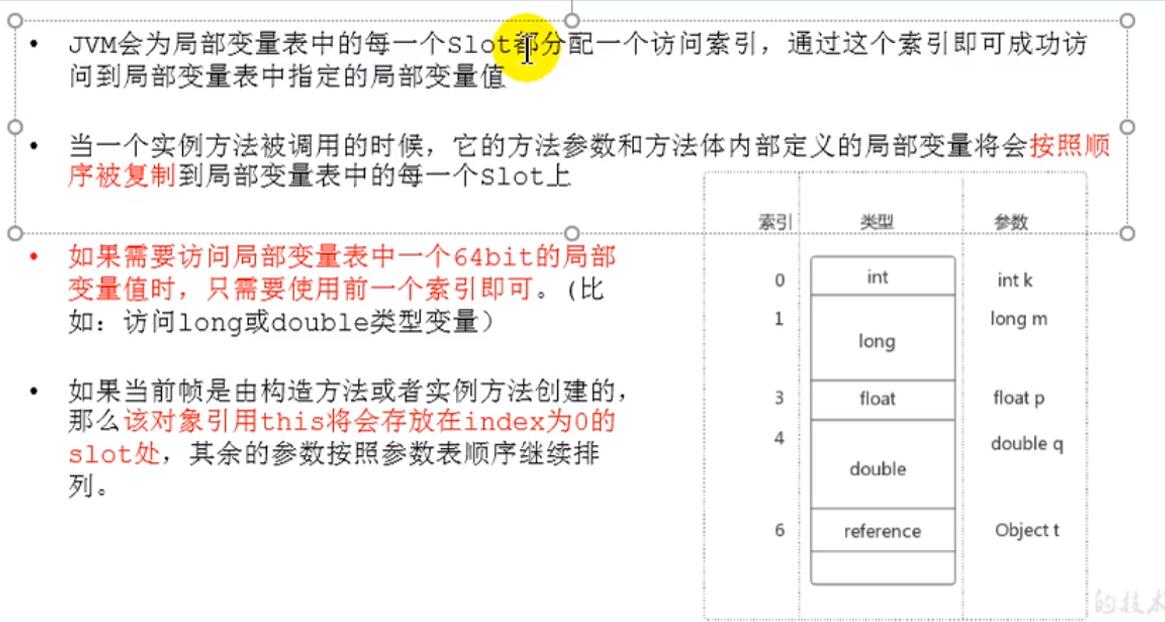 • JVM会为局部变量表中的每一个Slot都分配一个访问索引，通过这个索引即可成功访
问到局部变量表中指定的局部变量值
• 当一个实例方法被调用的时候，它的方法参数和方法体内部定义的局部变量将会按照顺
序被复制到局部变量表中的每一个Slot上
• 如果需要访问局部变量表中一个64bit的局部
变量值时，只需要使用前一个索引即可。(比
如：访问long或double类型变量）
• 如果当前帧是由构造方法或者实例方法创建的，
那么该对象引用this将会存放在index为0的
slot处，其余的参数按照参数表顺序继续排
列。
索引 类型 参数
0 int int k
1 long long m
3 float float p
4 double double q
6 reference Object t
的技术